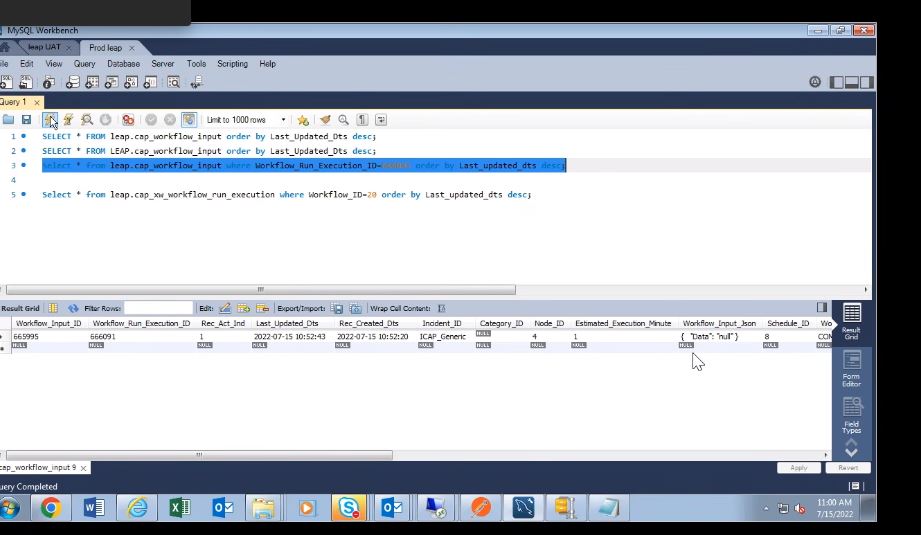 MySQL Workbench
leap UAT × Prod leap ×
File Edit View Query Database Server Tools Scripting Help
Query 1 ×
Limit to 1000 rows
1 SELECT * FROM leap.cap_workflow_input order by Last_Updated_Dts desc;
2 SELECT * FROM LEAP.cap_workflow_input order by Last_Updated_Dts desc;
3 Select * from leap.cap_workflow_input where Workflow_Run_Execution_ID= order by Last_updated_dts desc;
4
5 Select * from leap.cap_xw_workflow_run_execution where Workflow_ID=20 order by Last_updated_dts desc;
Result Grid Filter Rows: Edit: Export/Import: Wrap Cell Content:
Workflow_Input_ID Workflow_Run_Execution_ID Rec_Act_Ind Last_Updated_Dts Rec_Created_Dts Indent_ID Category_ID Node_ID Estimated_Execution_Minute Workflow_Input_Json Schedule_ID Wo
665995 666091 1 2022-07-15 10:52:43 2022-07-15 10:52:20 ICAP_Generic NULL 4 1 { "Data": "null" } 8 COM
NULL NULL NULL NULL NULL NULL NULL NULL NULL NULL NULL NULL
Result Grid
Form Editor
Field Types
cap_workflow_input 9 ×
Apply Revert
Query Completed
11:00 AM
7/15/2022